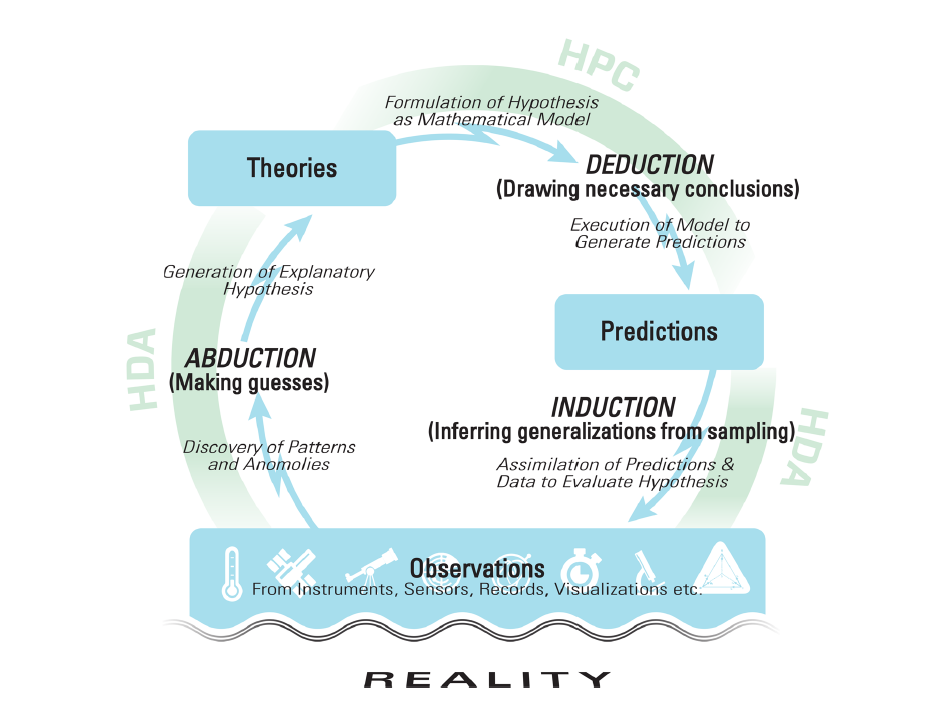 HPC
Formulation of Hypothesis
as Mathematical Model
Theories
DEDUCTION
(Drawing necessary conclusions)
Execution of Model to
Generate Predictions
Generation of Explanatory
Hypothesis
Predictions
HDA
ABDUCTION
(Making guesses)
INDUCTION
(Inferring generalizations from sampling)
HDA
Discovery of Patterns
and Anomolies
Assimilation of Predictions &
Data to Evaluate Hypothesis
Observations
From Instruments, Sensors, Records, Visualizations etc.
REALITY